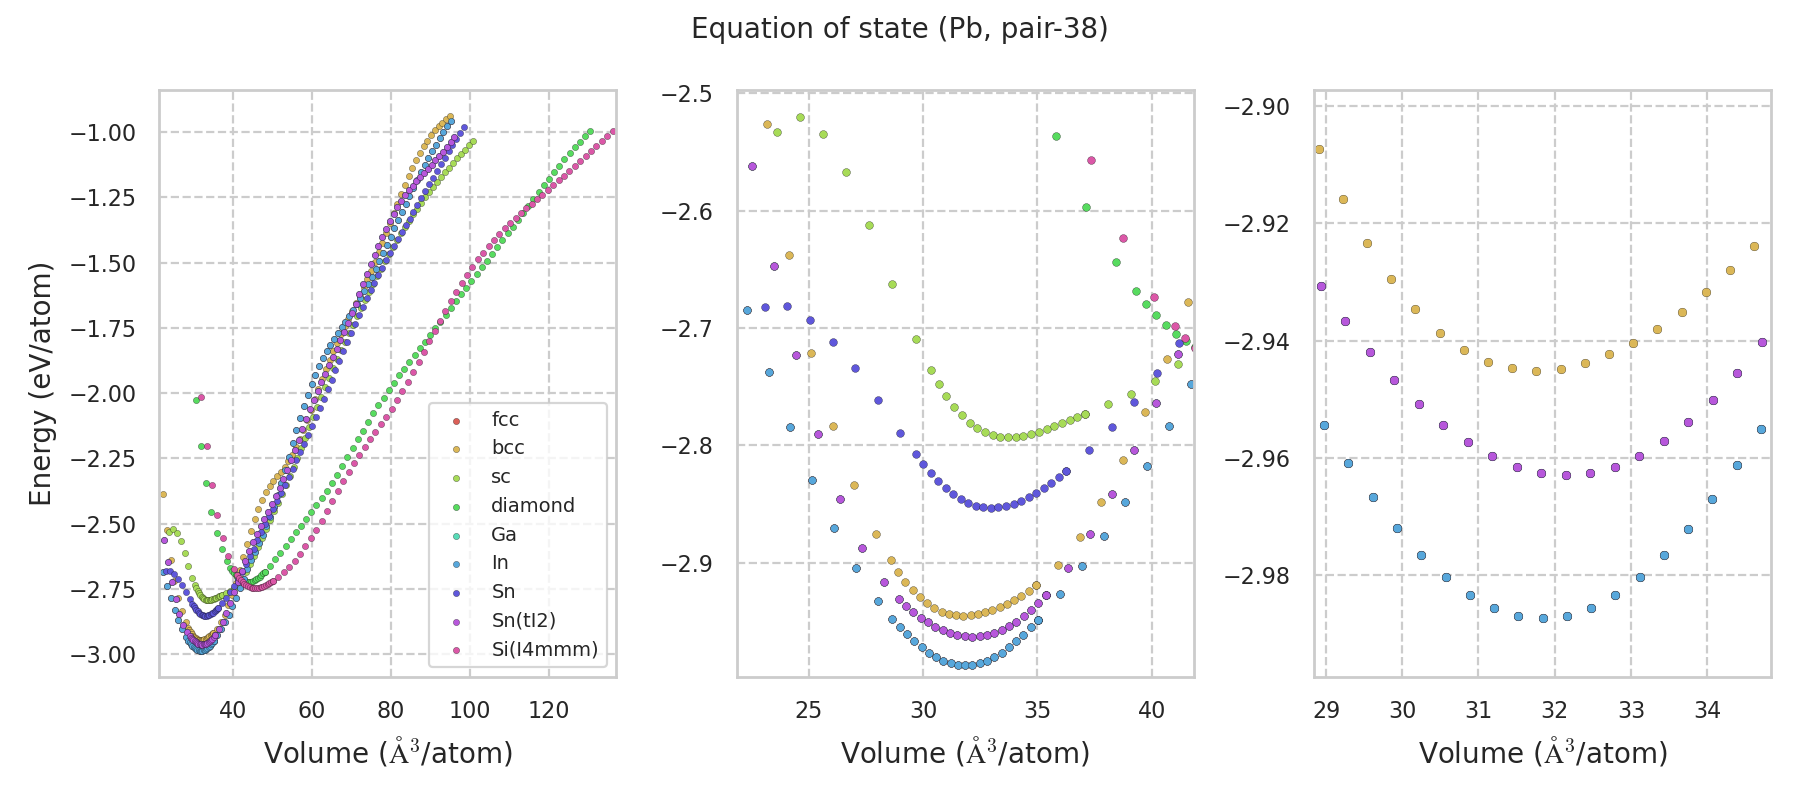 Equation of state (Pb, pair-38)
Energy (eV/atom)
−1.00
−1.25
−1.50
−1.75
−2.00
−2.25
−2.50
−2.75
−3.00
40
60
80
100
120
Volume (Å³/atom)
fcc
bcc
sc
diamond
Ga
In
Sn
Sn(tI2)
Si(I4mmm)
−2.5
−2.6
−2.7
−2.8
−2.9
25
30
35
40
Volume (Å³/atom)
−2.90
−2.92
−2.94
−2.96
−2.98
29
30
31
32
33
34
Volume (Å³/atom)